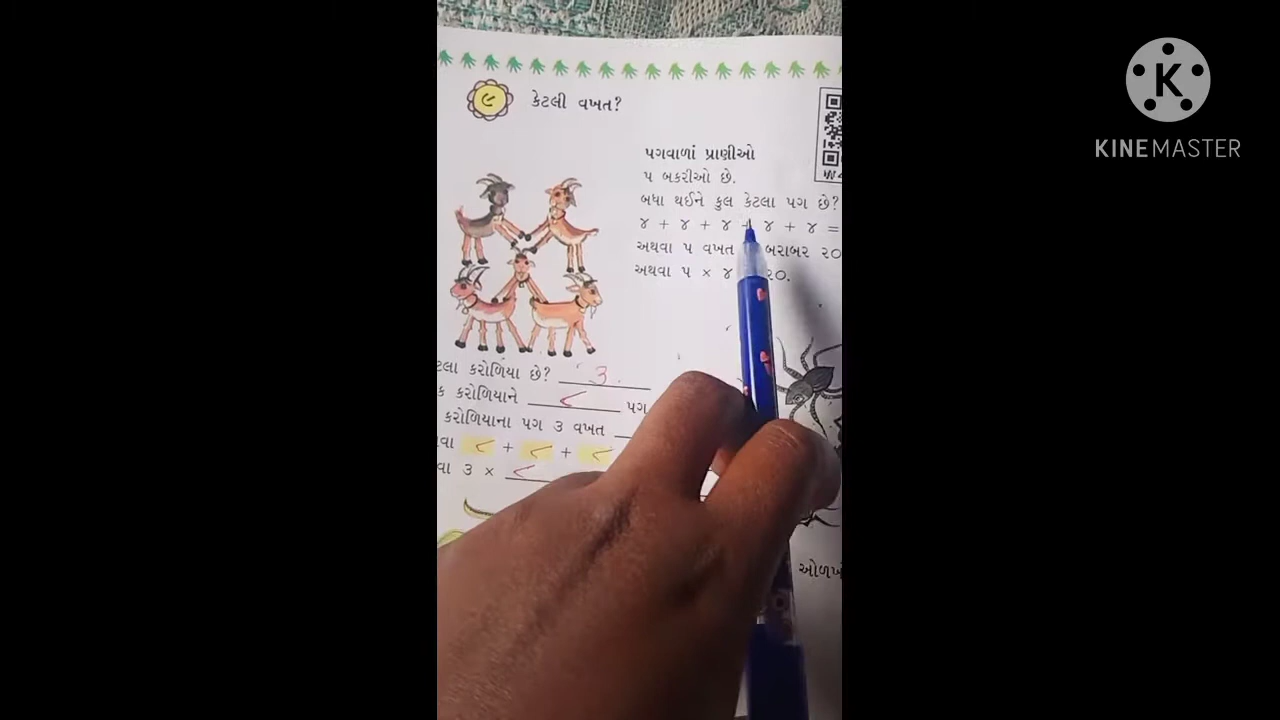 ૯ કેટલી વખત?
પગવાળાં પ્રાણીઓ
૫ બકરીઓ છે.
બધા થઈને કુલ કેટલા પગ છે?
૪ + ૪ + ૪ + ૪ + ૪ =
અથવા ૫ વખત બરાબર ૨૦
અથવા ૫ × ૪ ૨૦.
કરોળિયા છે? ૩
કરોળિયાને ૮ પગ
કરોળિયાના પગ ૩ વખત
૮ + ૮ + ૮
૩ × ૮
K
KINEMASTER